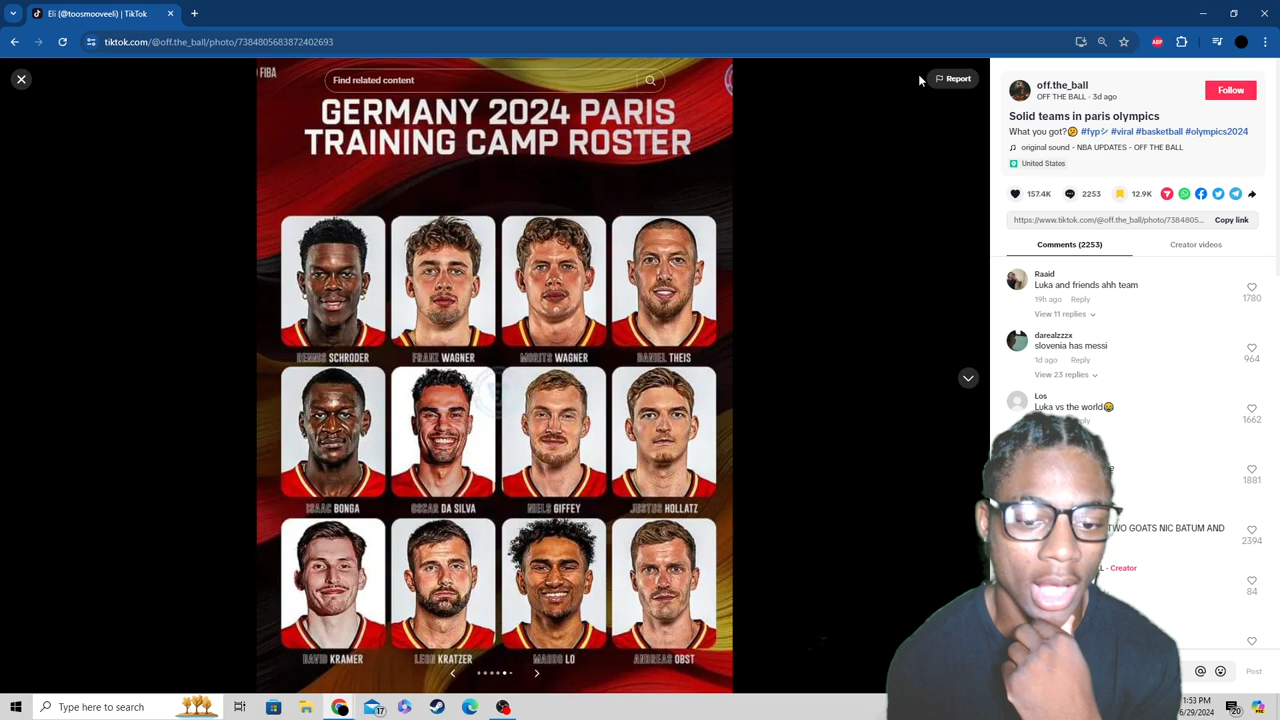 Eli (@toosmooveeli) | TikTok
tiktok.com/@off.the_ball/photo/7384805683872402693
FIBA
Find related content
Report
GERMANY 2024 PARIS
TRAINING CAMP ROSTER
DENNIS SCHRODER
FRANZ WAGNER
MORITS WAGNER
DANIEL THEIS
ISAAC BONGA
OSCAR DA SILVA
NIELS GIFFEY
JUSTUS HOLLATZ
DAVID KRAMER
LEON KRATZER
MAODO LO
ANDREAS OBST
off.the_ball
OFF THE BALL · 3d ago
Follow
Solid teams in paris olympics
What you got?🫤 #fypシ #viral #basketball #olympics2024
original sound - NBA UPDATES - OFF THE BALL
United States
157.4K
2253
12.9K
https://www.tiktok.com/@off.the_ball/photo/7384805...
Copy link
Comments (2253)
Creator videos
Raaid
Luka and friends ahh team
19h ago Reply
1780
View 11 replies
darealzzzx
slovenia has messi
1d ago Reply
964
View 23 replies
Los
Luka vs the world😂
1662
1881
TWO GOATS NIC BATUM AND
2394
- Creator
84
Post
Type here to search
17
1:53 PM
6/29/2024
20